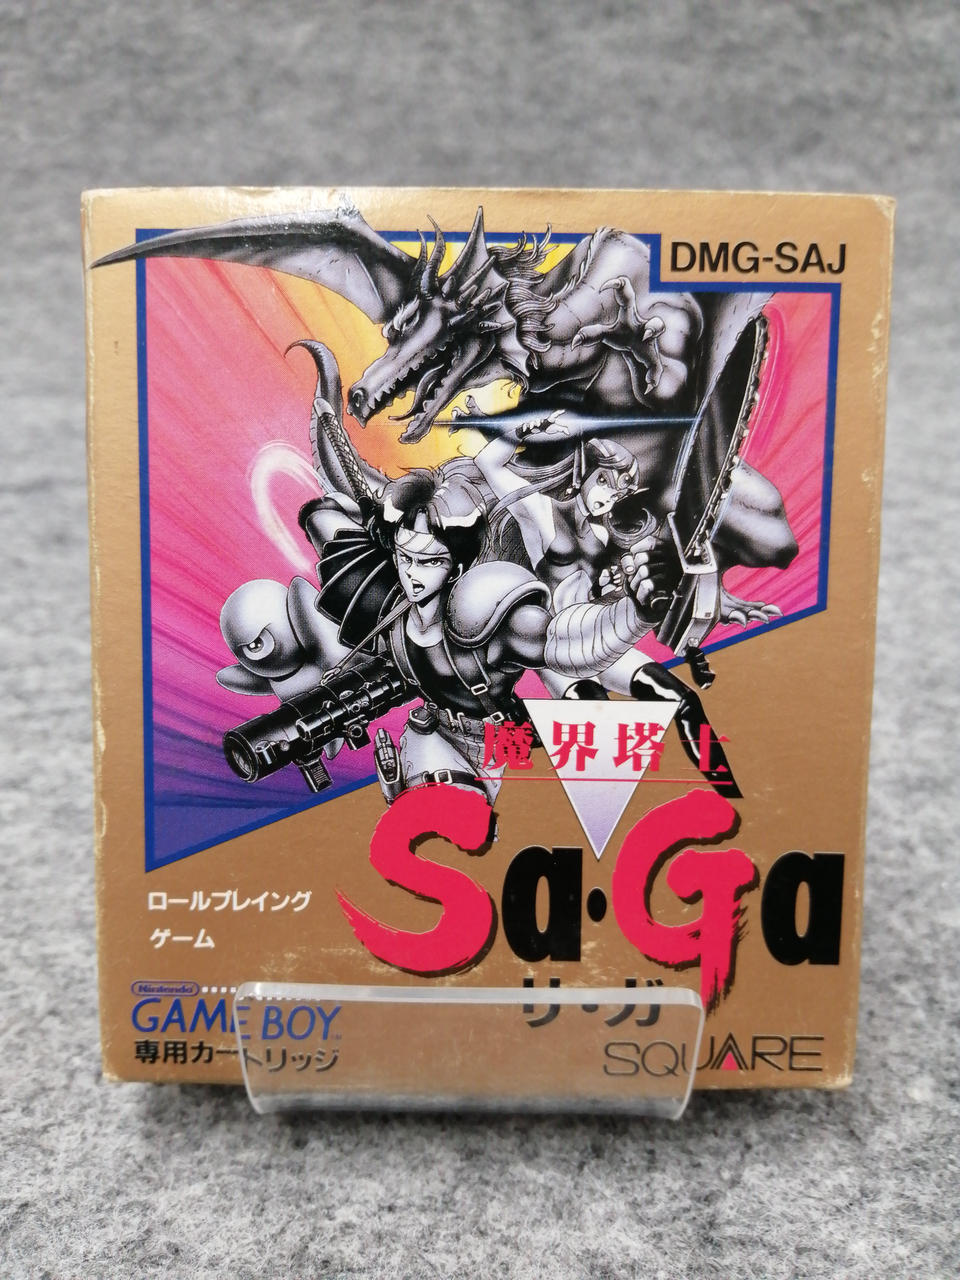 DMG-SAJ
魔界塔士
Sa・Ga
サ・ガ
ロールプレイング
ゲーム
Nintendo
GAME BOY
専用カートリッジ
SQUARE